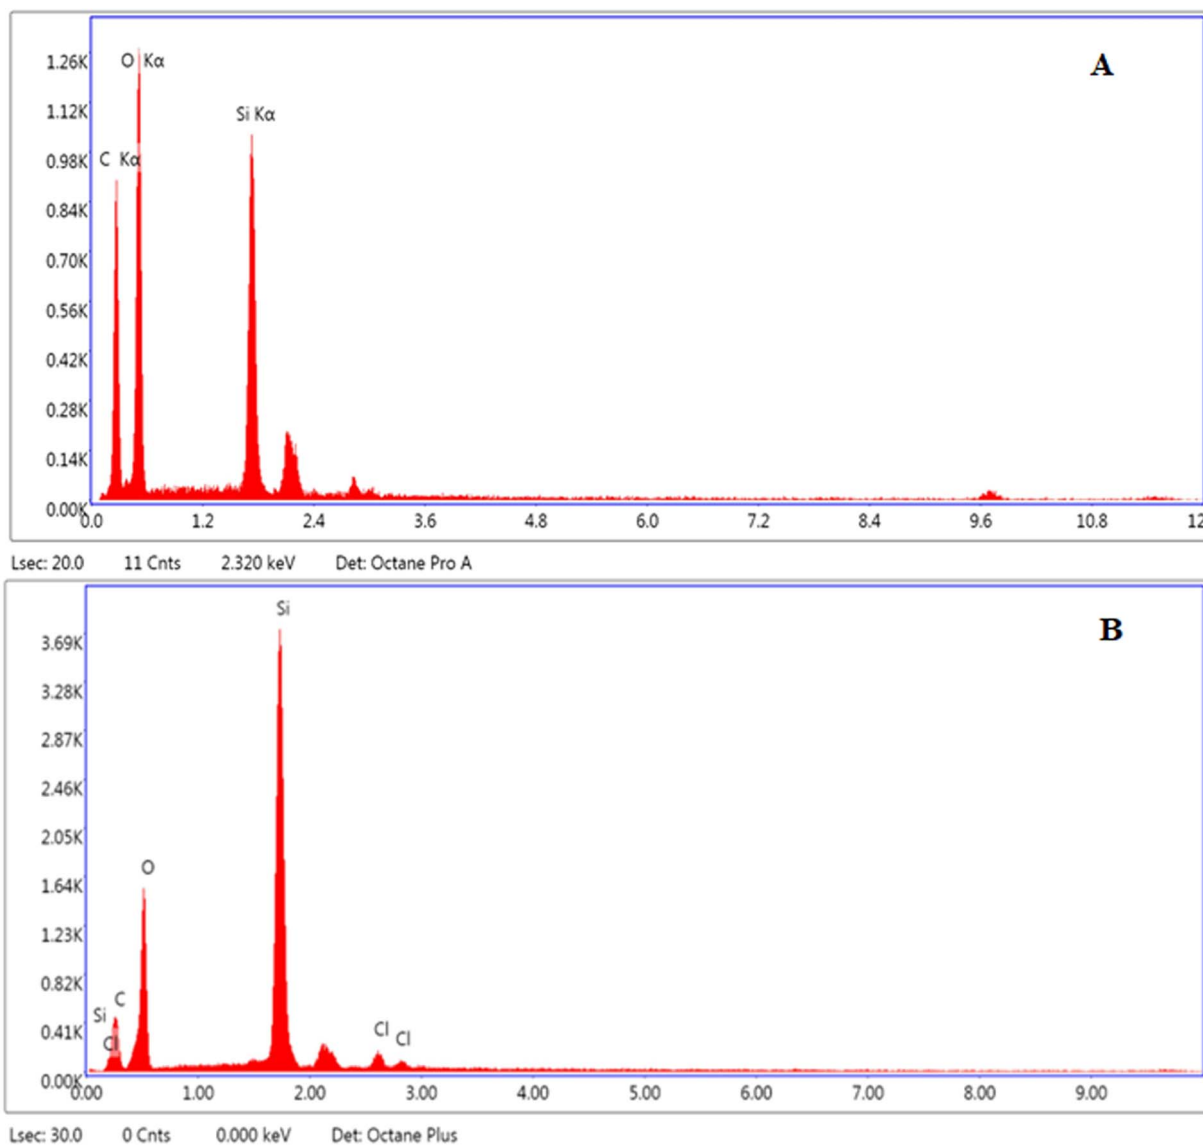 A
1.26K
O Kα
1.12K
Si Kα
0.98K
C Kα
0.84K
0.70K
0.56K
0.42K
0.28K
0.14K
0.00K
0.0 1.2 2.4 3.6 4.8 6.0 7.2 8.4 9.6 10.8 12
Lsec: 20.0 11 Cnts 2.320 keV Det: Octane Pro A
Si
B
3.69K
3.28K
2.87K
2.46K
2.05K
O
1.64K
1.23K
0.82K
C
Si
0.41K
Cl
Cl
Cl
0.00K
0.00 1.00 2.00 3.00 4.00 5.00 6.00 7.00 8.00 9.00
Lsec: 30.0 0 Cnts 0.000 keV Det: Octane Plus